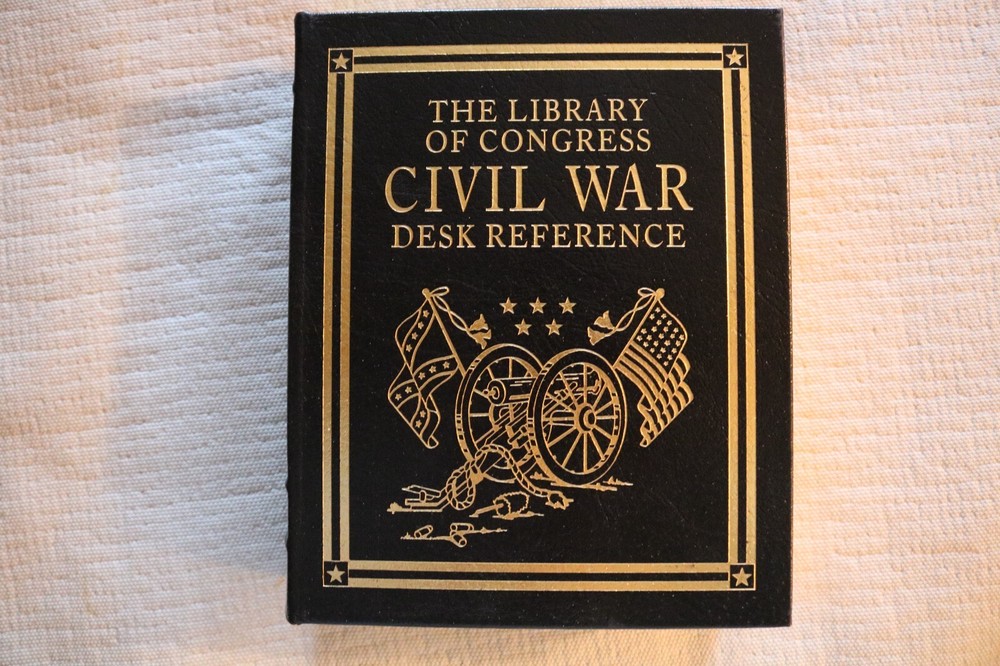 THE LIBRARY
OF CONGRESS
CIVIL WAR
DESK REFERENCE